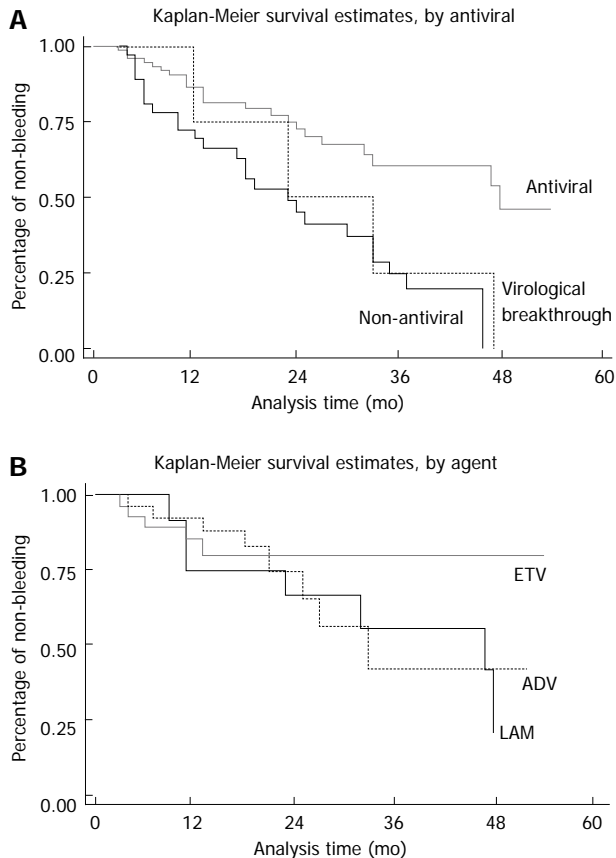 A
Kaplan-Meier survival estimates, by antiviral
Percentage of non-bleeding
1.00
0.75
0.50
0.25
0.00
Antiviral
Virological
breakthrough
Non-antiviral
0 12 24 36 48 60
Analysis time (mo)
B
Kaplan-Meier survival estimates, by agent
Percentage of non-bleeding
1.00
0.75
0.50
0.25
0.00
ETV
ADV
LAM
0 12 24 36 48 60
Analysis time (mo)